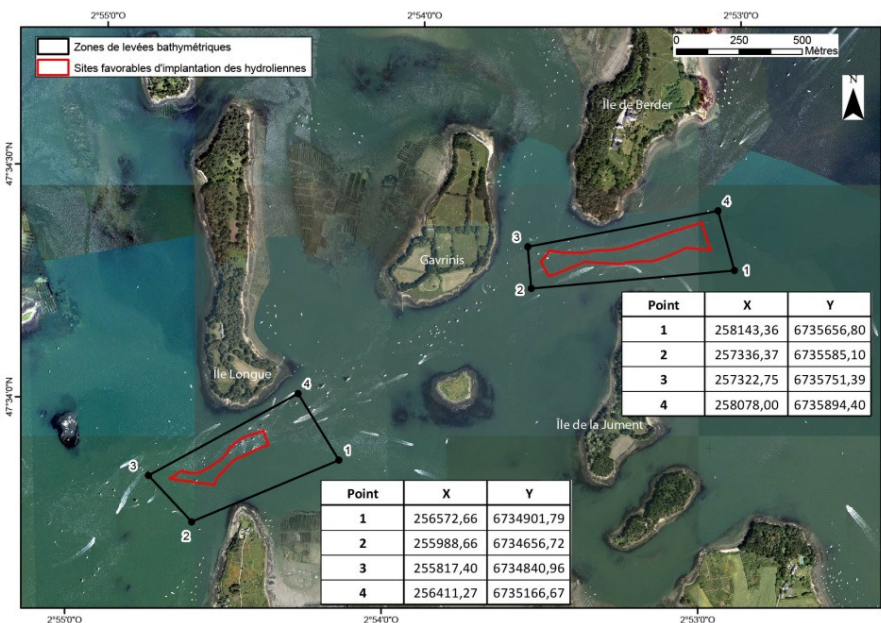 2°55'0"O 2°54'0"O 2°53'0"O
Zones de levées bathymétriques
Sites favorables d'implantation des hydroliennes
0 250 500
Mètres
N
Île de Berder
47°34'30"N
4
3
Gavrinis
1
2
Point X Y
1 258143,36 6735656,80
2 257336,37 6735585,10
3 257322,75 6735751,39
4 258078,00 6735894,40
Île Longue
4
47°34'0"N
Île de la Jument
1
3
2
Point X Y
1 256572,66 6734901,79
2 255988,66 6734656,72
3 255817,40 6734840,96
4 256411,27 6735166,67
2°55'0"O 2°54'0"O 2°53'0"O